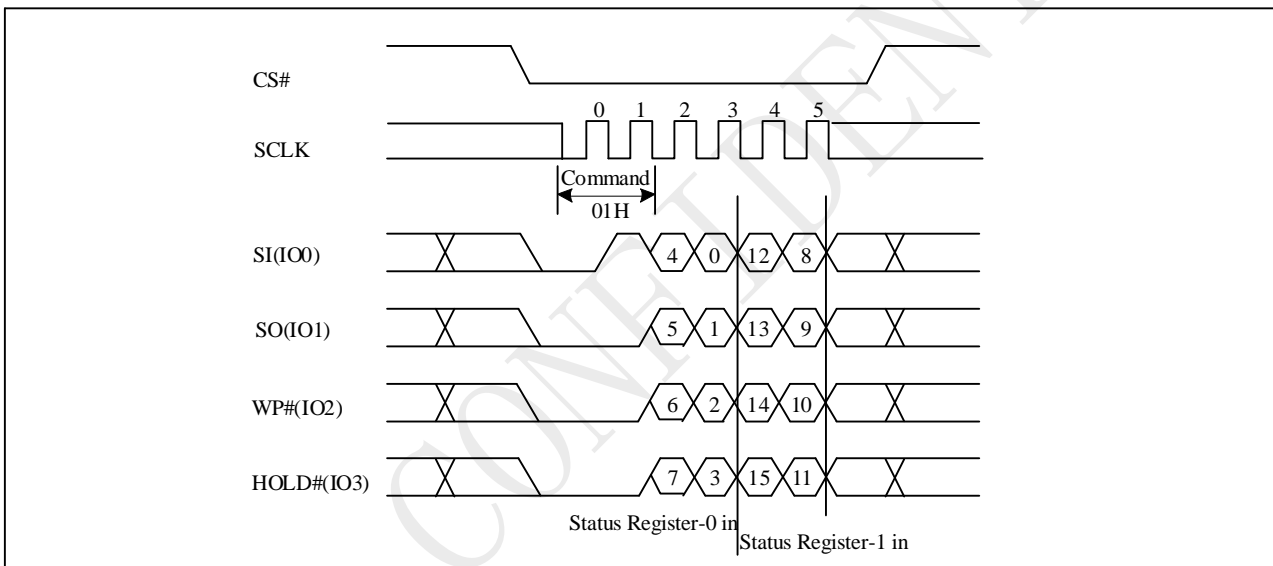 CS#
0 1 2 3 4 5
SCLK
Command
01H
SI(IO0)
4 0 12 8
SO(IO1)
5 1 13 9
WP#(IO2)
6 2 14 10
HOLD#(IO3)
7 3 15 11
Status Register-0 in
Status Register-1 in